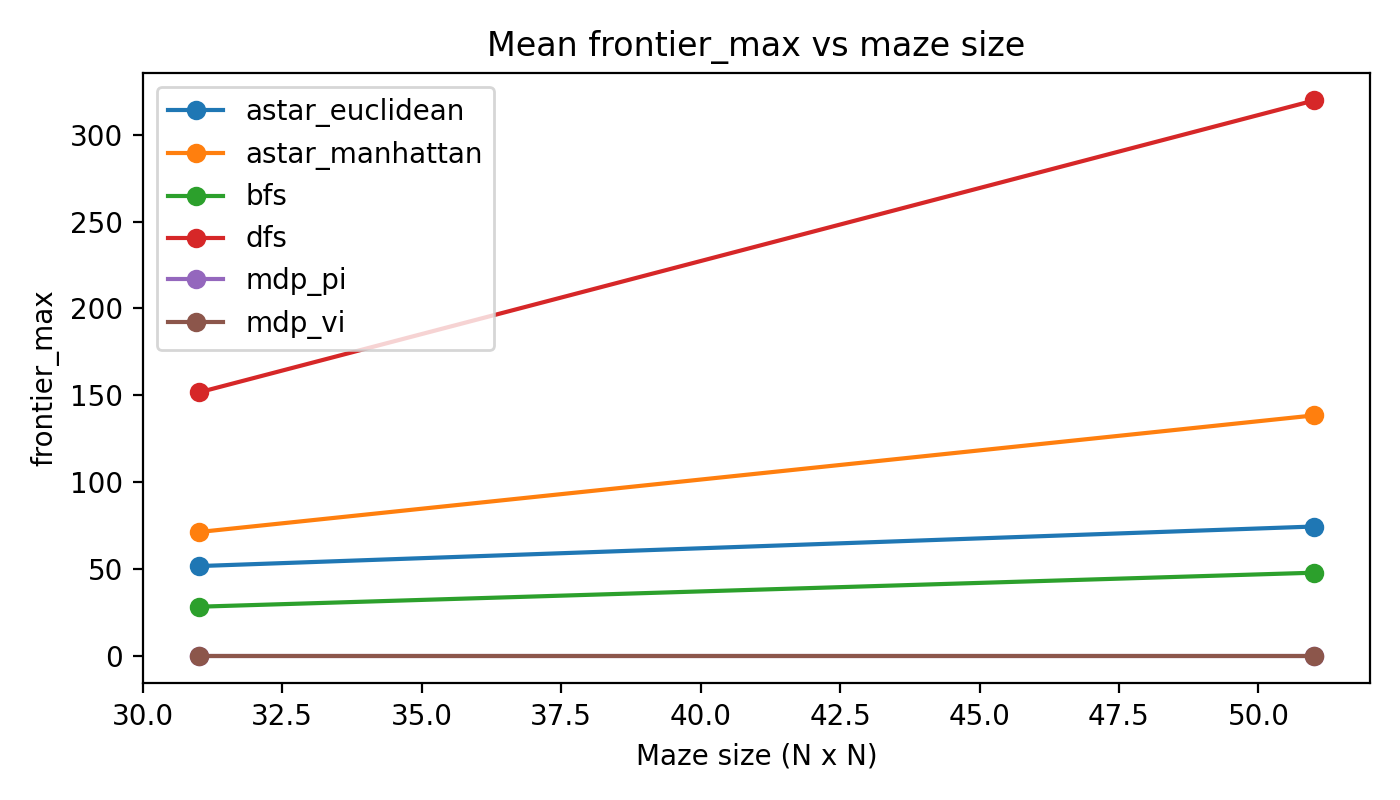 Mean frontier_max vs maze size
astar_euclidean
astar_manhattan
bfs
dfs
mdp_pi
mdp_vi
frontier_max
300
250
200
150
100
50
0
30.0 32.5 35.0 37.5 40.0 42.5 45.0 47.5 50.0
Maze size (N x N)